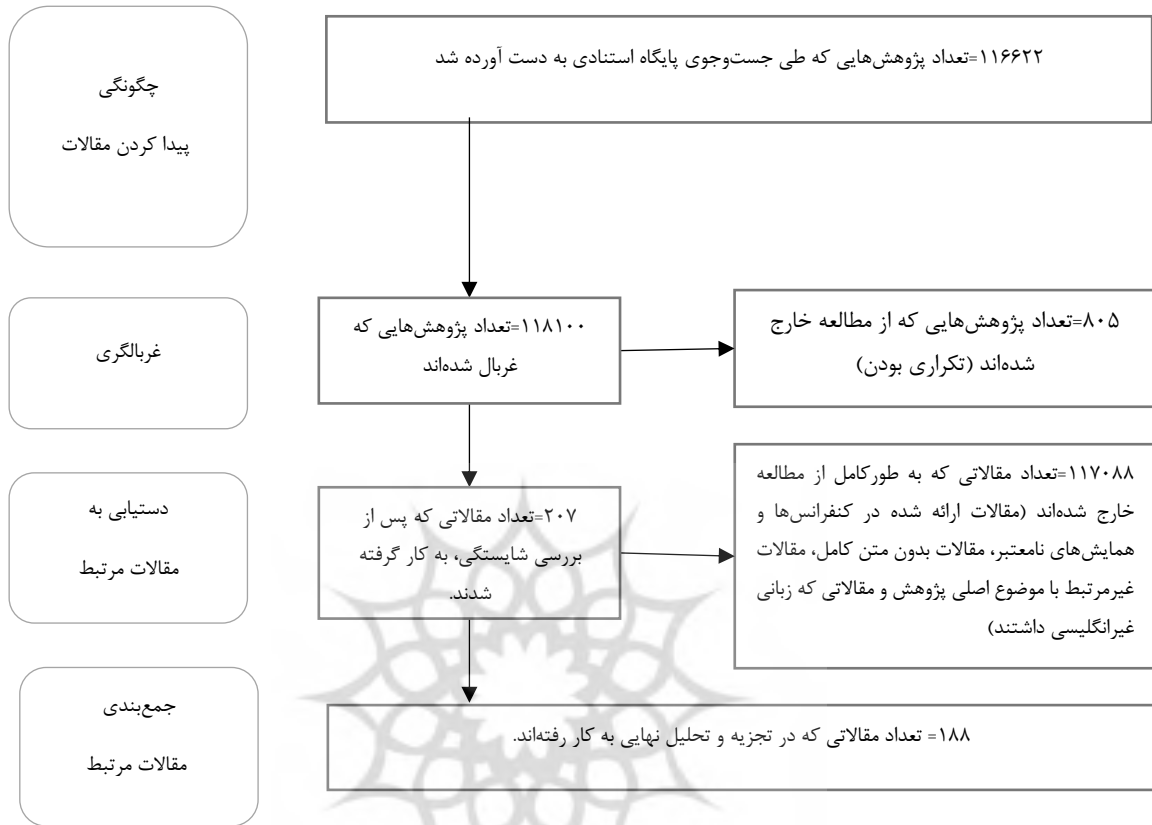 چگونگی
پیدا کردن مقالات
۱۱۶۶۲۲=تعداد پژوهش‌هایی که طی جست‌وجوی پایگاه استنادی به دست آورده شد
غربالگری
۱۱۸۱۰۰=تعداد پژوهش‌هایی که
غربال شده‌اند
۸۰۵=تعداد پژوهش‌هایی که از مطالعه خارج
شده‌اند (تکراری بودن)
دستیابی به
مقالات مرتبط
۲۰۷=تعداد مقالاتی که پس از
بررسی شایستگی، به کار گرفته
شدند.
۱۱۷۰۸۸=تعداد مقالاتی که به طورکامل از مطالعه
خارج شده‌اند (مقالات ارائه شده در کنفرانس‌ها و
همایش‌های نامعتبر، مقالات بدون متن کامل، مقالات
غیرمرتبط با موضوع اصلی پژوهش و مقالاتی که زبانی
غیرانگلیسی داشتند)
جمع‌بندی
مقالات مرتبط
۱۸۸= تعداد مقالاتی که در تجزیه و تحلیل نهایی به کار رفته‌اند.